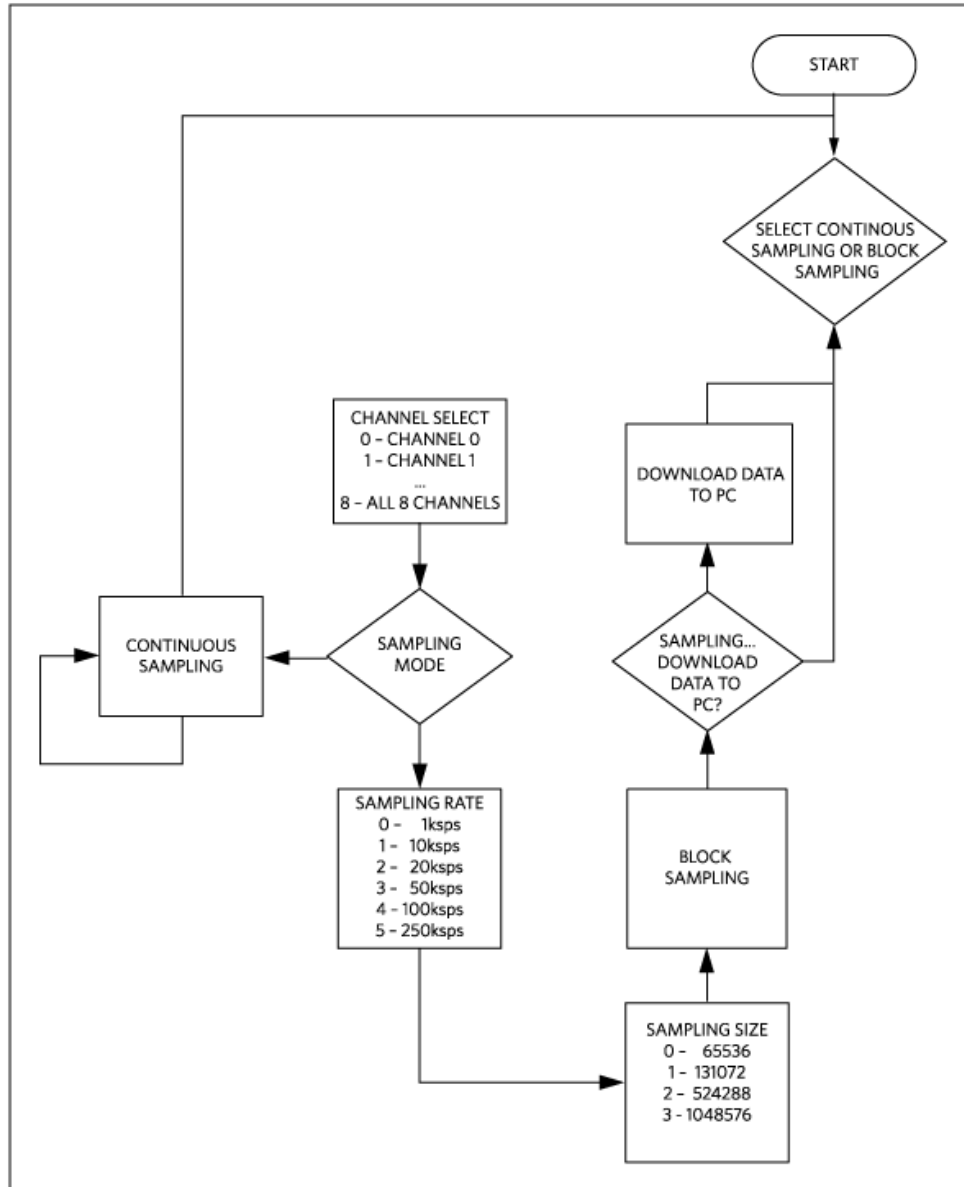 START
SELECT CONTINOUS
SAMPLING OR BLOCK
SAMPLING
CHANNEL SELECT
0 – CHANNEL 0
1 – CHANNEL 1
...
8 – ALL 8 CHANNELS
DOWNLOAD DATA
TO PC
CONTINUOUS
SAMPLING
SAMPLING
MODE
SAMPLING...
DOWNLOAD
DATA TO
PC?
SAMPLING RATE
0 – 1ksps
1 – 10ksps
2 – 20ksps
3 – 50ksps
4 – 100ksps
5 – 250ksps
BLOCK
SAMPLING
SAMPLING SIZE
0 – 65536
1 – 131072
2 – 524288
3 - 1048576